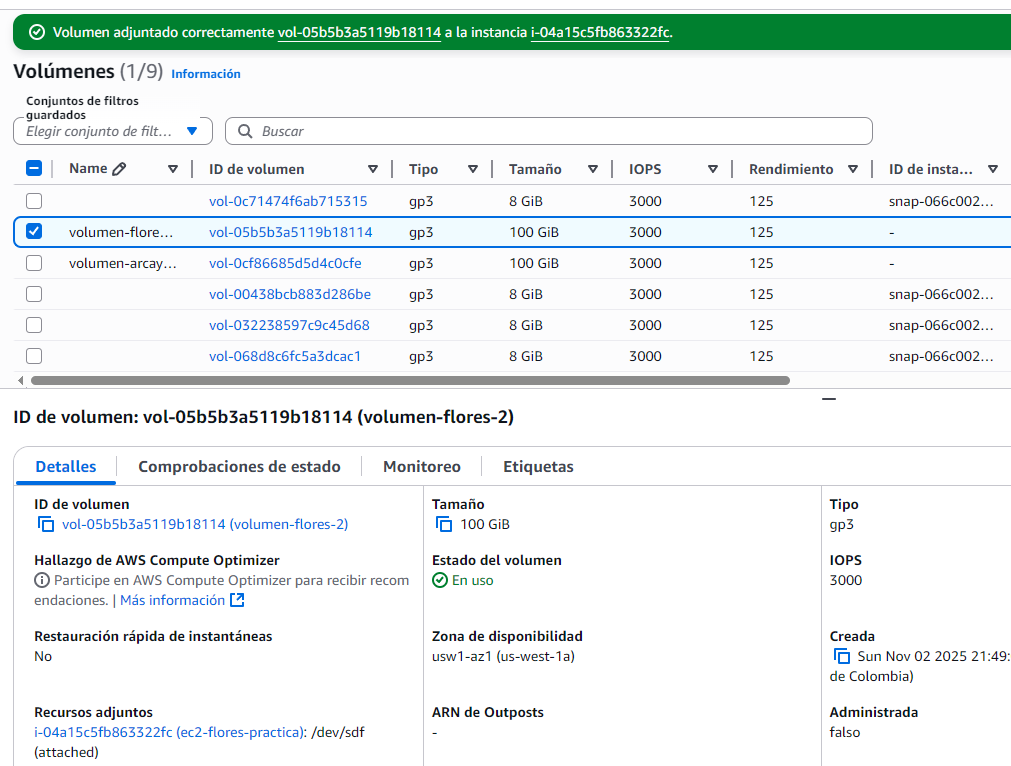 Volumen adjuntado correctamente vol-05b5b3a5119b18114 a la instancia i-04a15c5fb863322fc.
Volúmenes (1/9) Información
Conjuntos de filtros
guardados
Elegir conjunto de filt... Buscar
Name ID de volumen Tipo Tamaño IOPS Rendimiento ID de insta...
vol-0c71474f6ab715315 gp3 8 GiB 3000 125 snap-066c002...
volumen-flore... vol-05b5b3a5119b18114 gp3 100 GiB 3000 125 -
volumen-arcay... vol-0cf86685d5d4c0cfe gp3 100 GiB 3000 125 -
vol-00438bcb883d286be gp3 8 GiB 3000 125 snap-066c002...
vol-032238597c9c45d68 gp3 8 GiB 3000 125 snap-066c002...
vol-068d8c6fc5a3dcac1 gp3 8 GiB 3000 125 snap-066c002...
ID de volumen: vol-05b5b3a5119b18114 (volumen-flores-2)
Detalles Comprobaciones de estado Monitoreo Etiquetas
ID de volumen
vol-05b5b3a5119b18114 (volumen-flores-2)
Tamaño
100 GiB
Tipo
gp3
Hallazgo de AWS Compute Optimizer
Participe en AWS Compute Optimizer para recibir recom
endaciones. | Más información
Estado del volumen
En uso
IOPS
3000
Restauración rápida de instantáneas
No
Zona de disponibilidad
usw1-az1 (us-west-1a)
Creada
Sun Nov 02 2025 21:49:
de Colombia)
Recursos adjuntos
i-04a15c5fb863322fc (ec2-flores-practica): /dev/sdf
(attached)
ARN de Outposts
-
Administrada
falso